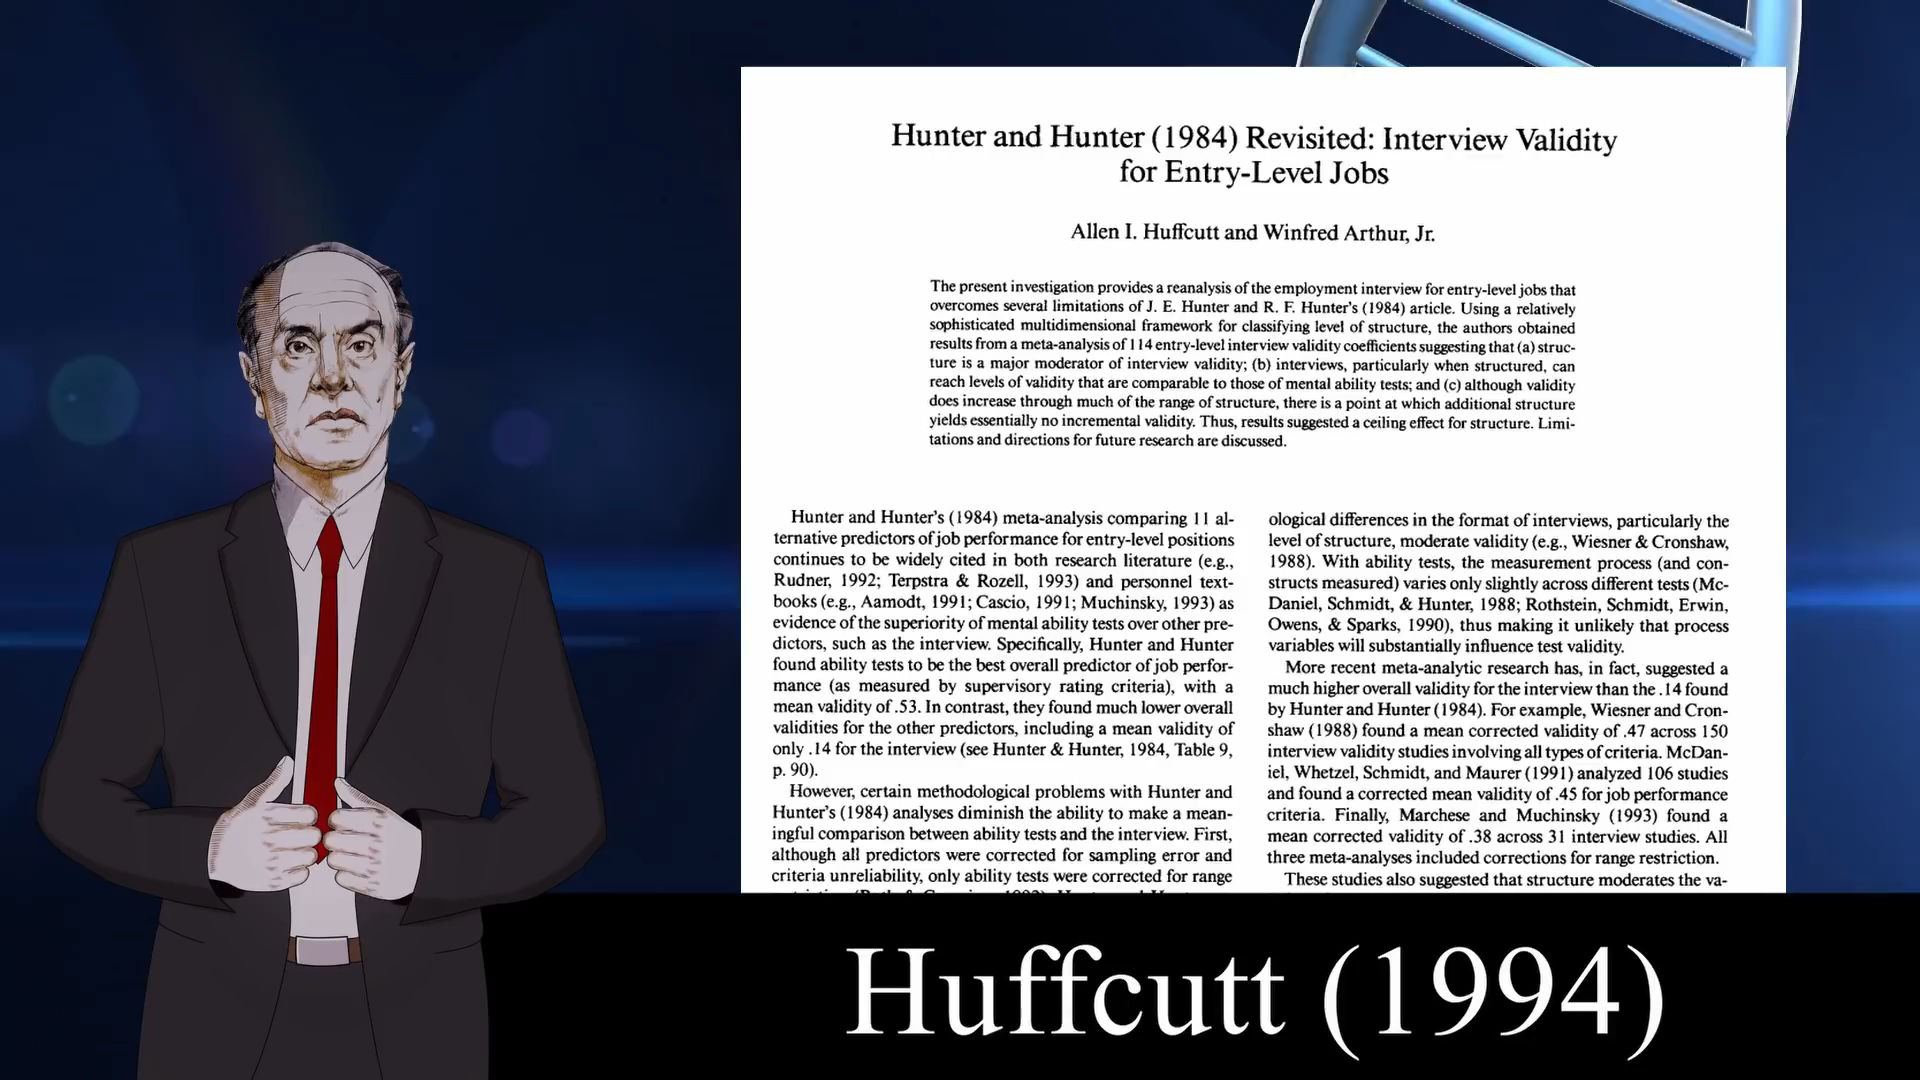 Hunter and Hunter (1984) Revisited: Interview Validity
for Entry-Level Jobs
Allen I. Huffcutt and Winfred Arthur, Jr.
The present investigation provides a reanalysis of the employment interview for entry-level jobs that
overcomes several limitations of J. E. Hunter and R. F. Hunter's (1984) article. Using a relatively
sophisticated multidimensional framework for classifying level of structure, the authors obtained
results from a meta-analysis of 114 entry-level interview validity coefficients suggesting that (a) struc-
ture is a major moderator of interview validity; (b) interviews, particularly when structured, can
reach levels of validity that are comparable to those of mental ability tests; and (c) although validity
does increase through much of the range of structure, there is a point at which additional structure
yields essentially no incremental validity. Thus, results suggested a ceiling effect for structure. Limi-
tations and directions for future research are discussed.
Hunter and Hunter's (1984) meta-analysis comparing 11 al-
ternative predictors of job performance for entry-level positions
continues to be widely cited in both research literature (e.g.,
Rudner, 1992; Terpstra & Rozell, 1993) and personnel text-
books (e.g., Aamodt, 1991; Cascio, 1991; Muchinsky, 1993) as
evidence of the superiority of mental ability tests over other pre-
dictors, such as the interview. Specifically, Hunter and Hunter
found ability tests to be the best overall predictor of job perfor-
mance (as measured by supervisory rating criteria), with a
mean validity of .53. In contrast, they found much lower overall
validities for the other predictors, including a mean validity of
only .14 for the interview (see Hunter & Hunter, 1984, Table 9,
p. 90).
However, certain methodological problems with Hunter and
Hunter's (1984) analyses diminish the ability to make a mean-
ingful comparison between ability tests and the interview. First,
although all predictors were corrected for sampling error and
criteria unreliability, only ability tests were corrected for range
ological differences in the format of interviews, particularly the
level of structure, moderate validity (e.g., Wiesner & Cronshaw,
1988). With ability tests, the measurement process (and con-
structs measured) varies only slightly across different tests (Mc-
Daniel, Schmidt, & Hunter, 1988; Rothstein, Schmidt, Erwin,
Owens, & Sparks, 1990), thus making it unlikely that process
variables will substantially influence test validity.
More recent meta-analytic research has, in fact, suggested a
much higher overall validity for the interview than the .14 found
by Hunter and Hunter (1984). For example, Wiesner and Cron-
shaw (1988) found a mean corrected validity of .47 across 150
interview validity studies involving all types of criteria. McDan-
iel, Whetzel, Schmidt, and Maurer (1991) analyzed 106 studies
and found a corrected mean validity of .45 for job performance
criteria. Finally, Marchese and Muchinsky (1993) found a
mean corrected validity of .38 across 31 interview studies. All
three meta-analyses included corrections for range restriction.
These studies also suggested that structure moderates the va-
Huffcutt (1994)